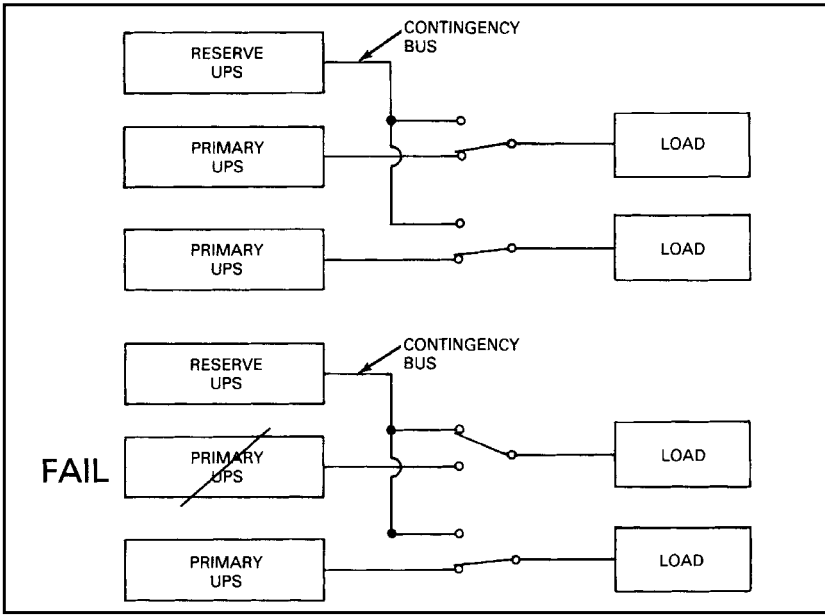 CONTINGENCY
BUS
RESERVE
UPS
PRIMARY
UPS
LOAD
PRIMARY
UPS
LOAD
CONTINGENCY
BUS
RESERVE
UPS
FAIL
PRIMARY
UPS
LOAD
PRIMARY
UPS
LOAD